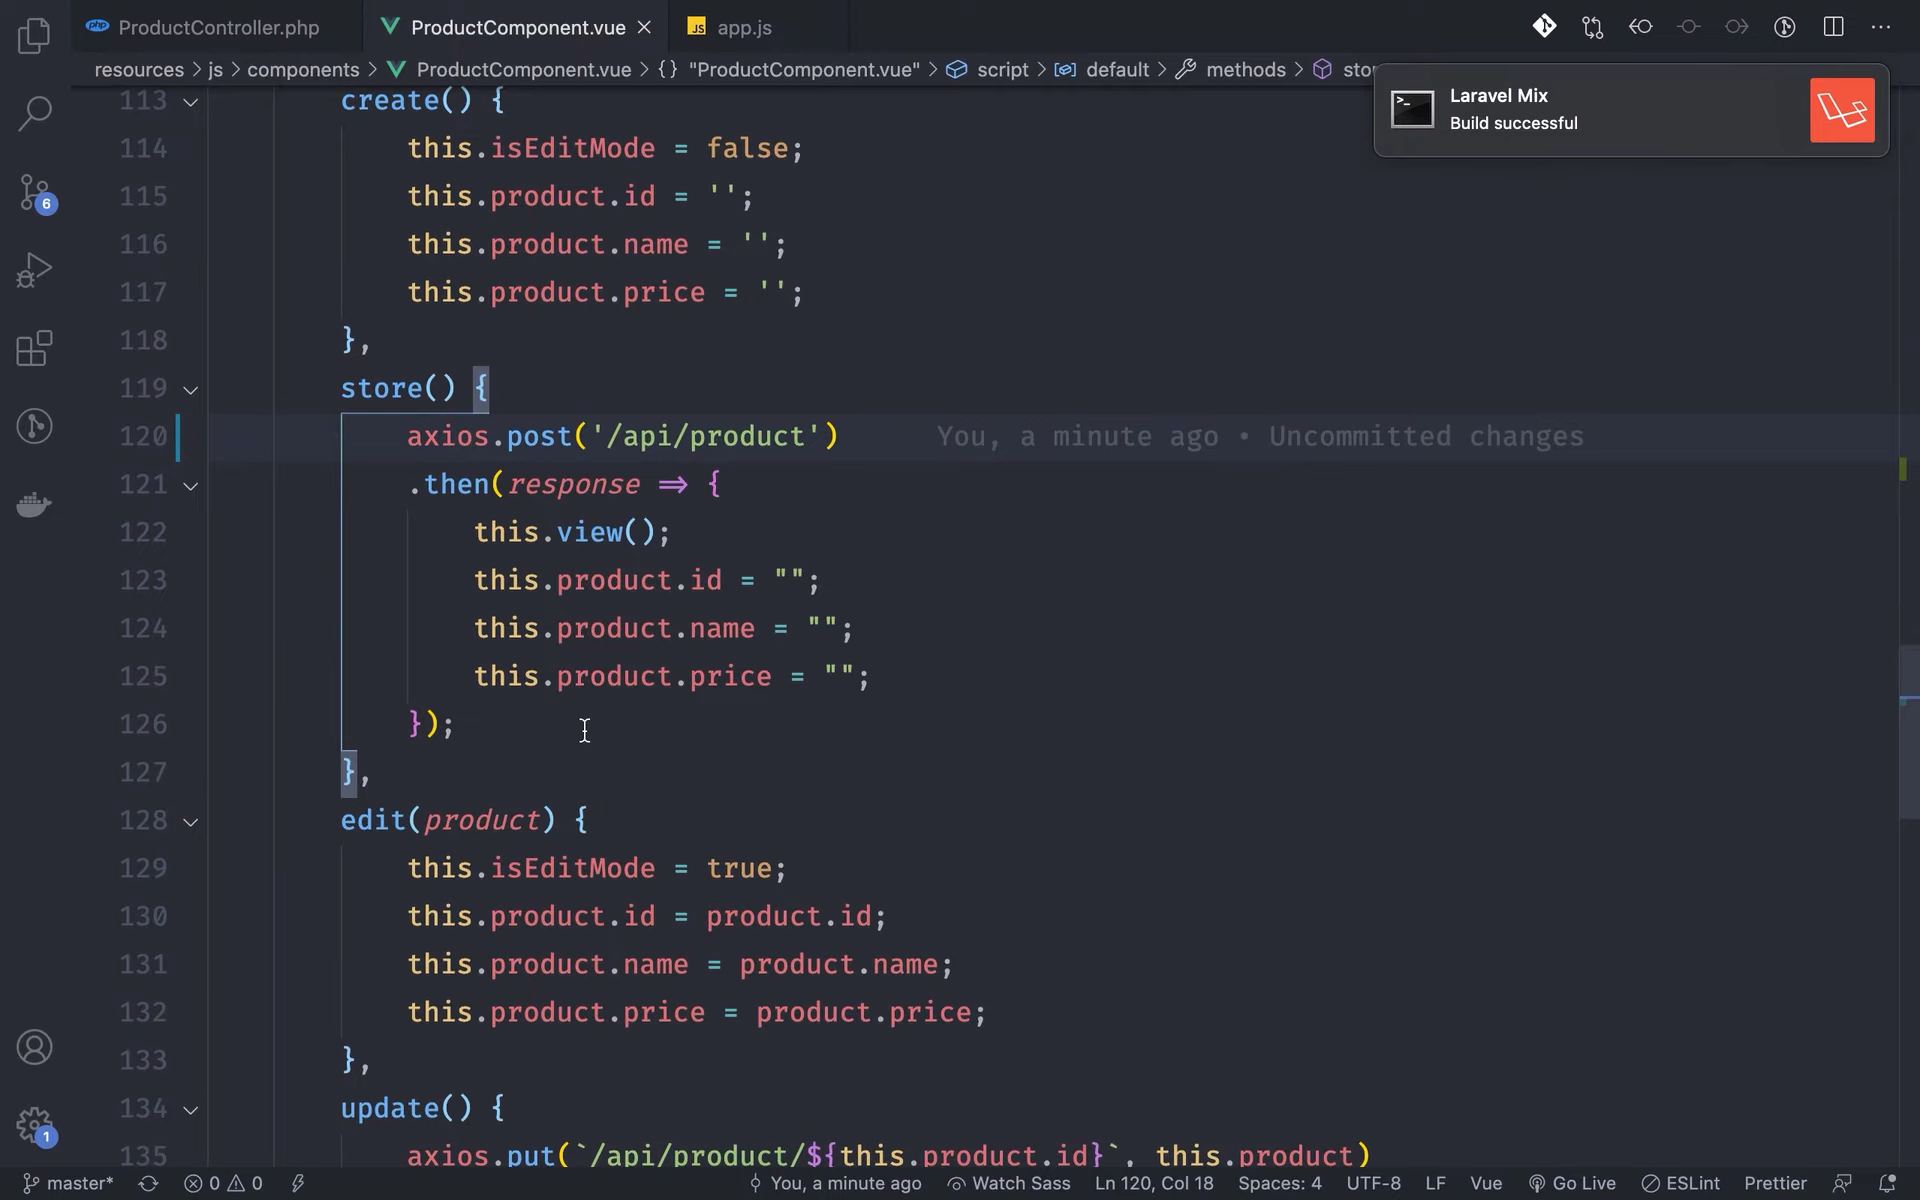 ProductController.php
ProductComponent.vue
JS app.js
resources > js > components > ProductComponent.vue > {} "ProductComponent.vue" > script > default > methods >
Laravel Mix
Build successful
113 create() {
114 this.isEditMode = false;
115 this.product.id = '';
116 this.product.name = '';
117 this.product.price = '';
118 },
119 store() {
120 axios.post('/api/product') You, a minute ago • Uncommitted changes
121 .then(response => {
122 this.view();
123 this.product.id = "";
124 this.product.name = "";
125 this.product.price = "";
126 });
127 },
128 edit(product) {
129 this.isEditMode = true;
130 this.product.id = product.id;
131 this.product.name = product.name;
132 this.product.price = product.price;
133 },
134 update() {
135 axios.put(`/api/product/${this.product.id}`, this.product)
6
1
master* 0 0 You, a minute ago Watch Sass Ln 120, Col 18 Spaces: 4 UTF-8 LF Vue Go Live ESLint Prettier